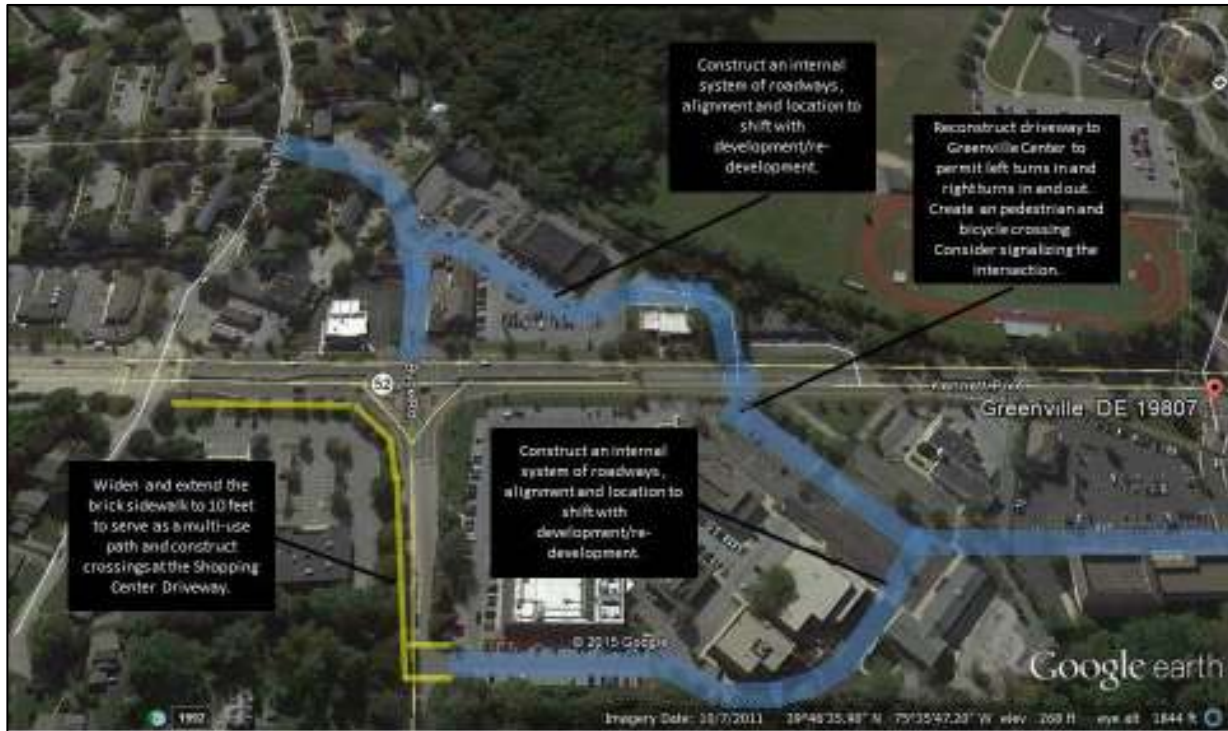 Construct an internal
system of roadways,
alignment and location to
shift with
development/re-
development.
Reconstruct driveway to
Greenville Center to
permit left turns in and
right turns in and out.
Create an pedestrian and
bicycle crossing
Consider signalizing the
intersection.
52
Kennett Pike
Greenville, DE 19807
Construct an internal
system of roadways,
alignment and location to
shift with
development/re-
development.
Widen and extend the
brick sidewalk to 10 feet
to serve as a multi-use
path and construct
crossings at the Shopping
Center Driveway.
© 2015 Google
Google earth
1992
Imagery Date: 10/7/2011 39°46'35.98" N 75°35'47.20" W elev 268 ft eye alt 1844 ft